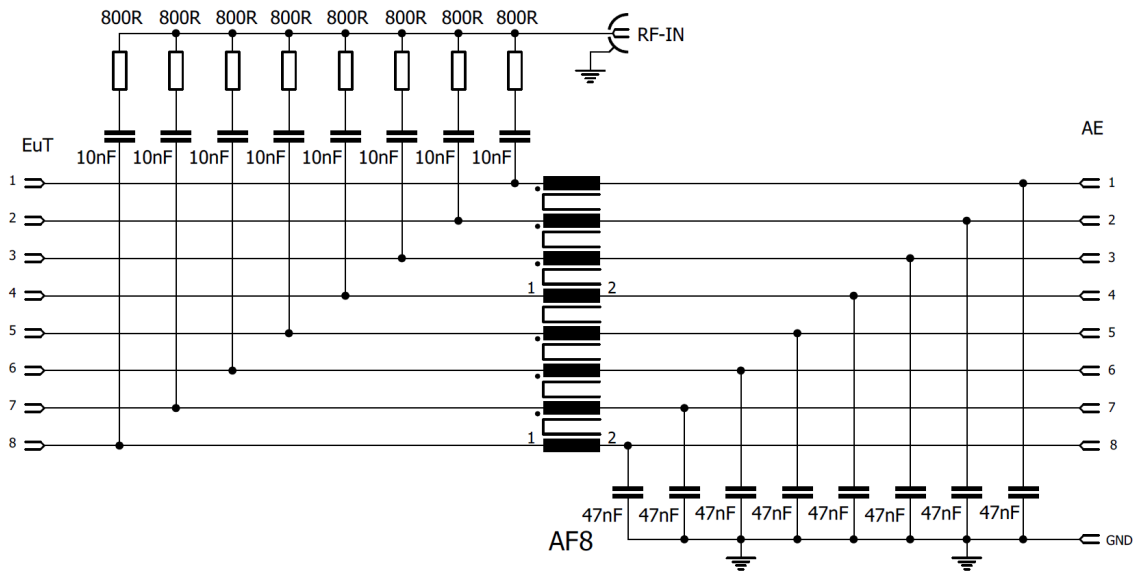 800R 800R 800R 800R 800R 800R 800R 800R
RF-IN
EuT
AE
10nF 10nF 10nF 10nF 10nF 10nF 10nF 10nF
1 1
2 2
3 3
4 1 2 4
5 5
6 6
7 7
8 1 2 8
47nF 47nF 47nF 47nF 47nF 47nF 47nF 47nF
AF8
GND